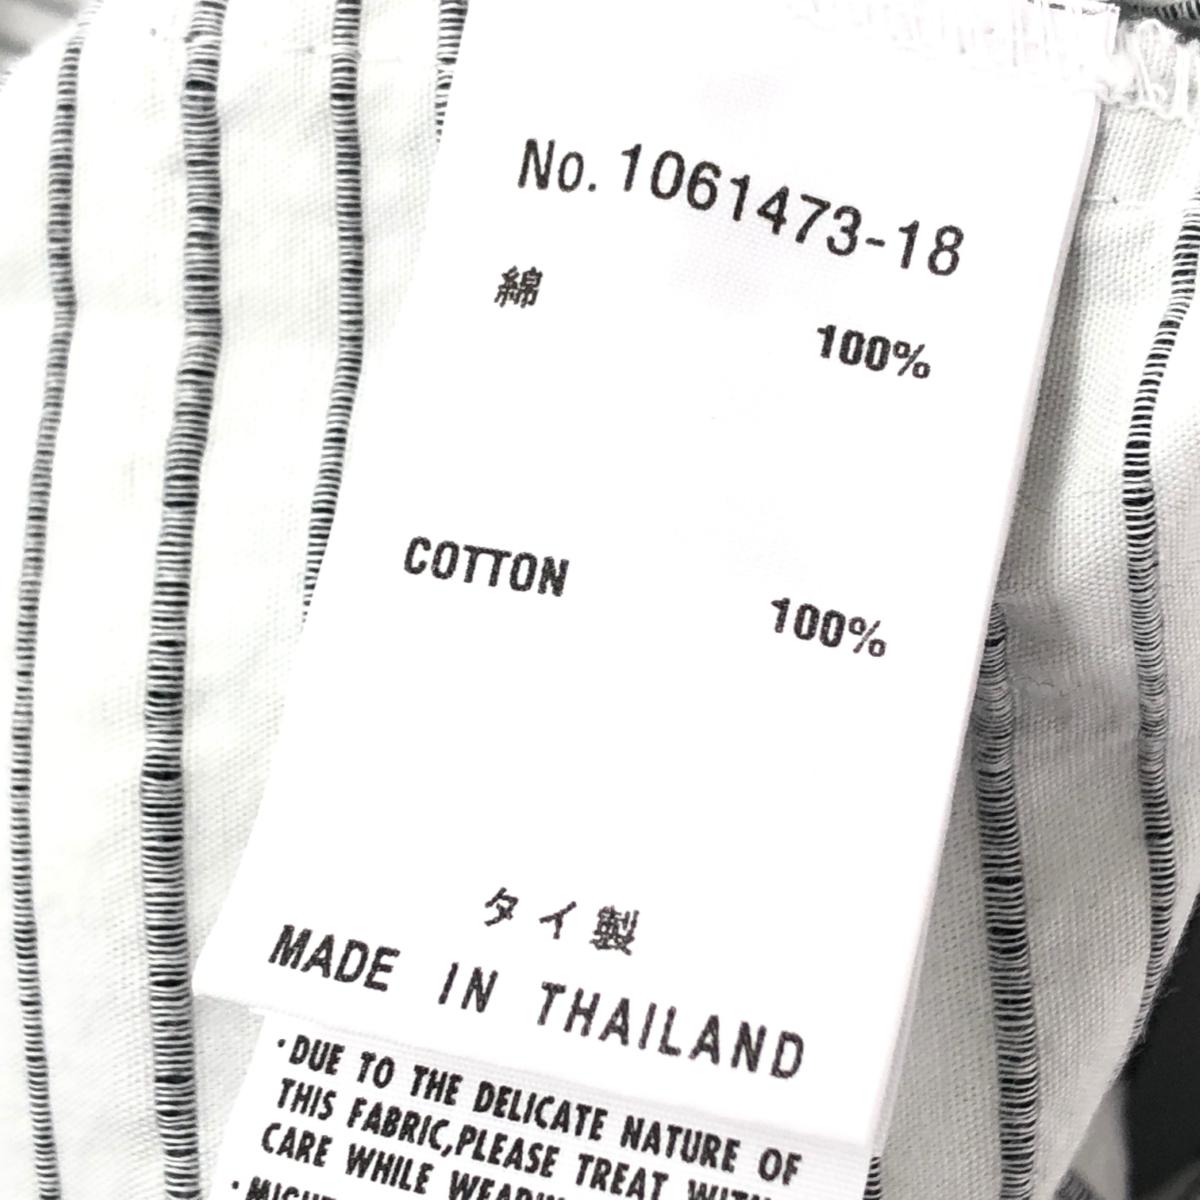 No. 1061473-18
綿 100%
COTTON 100%
タイ製
MADE IN THAILAND
・DUE TO THE DELICATE NATURE OF
THIS FABRIC,PLEASE TREAT
CARE WHILE